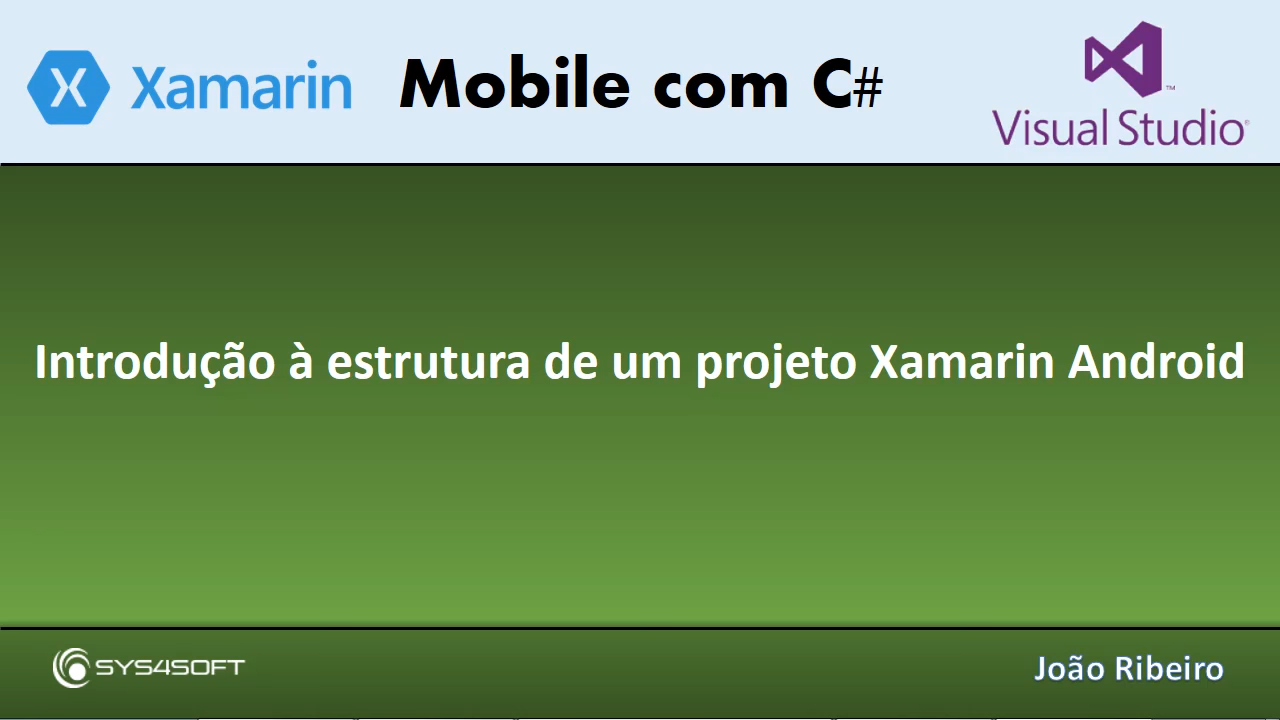 Xamarin Mobile com C#
Visual Studio
Introdução à estrutura de um projeto Xamarin Android
SYS4SOFT
João Ribeiro